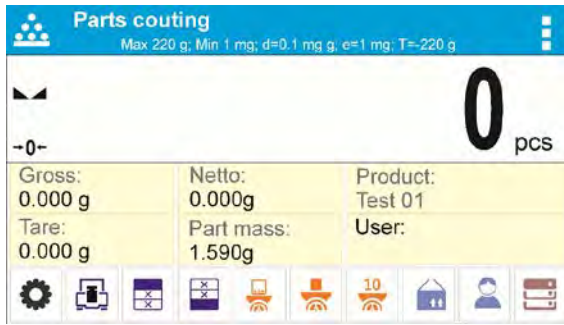 Parts couting
Max 220 g; Min 1 mg; d=0.1 mg g, e=1 mg; T=-220 g
→0←
0 pcs
Gross: Netto: Product:
0.000 g 0.000g Test 01
Tare: Part mass: User:
0.000 g 1.590g
10